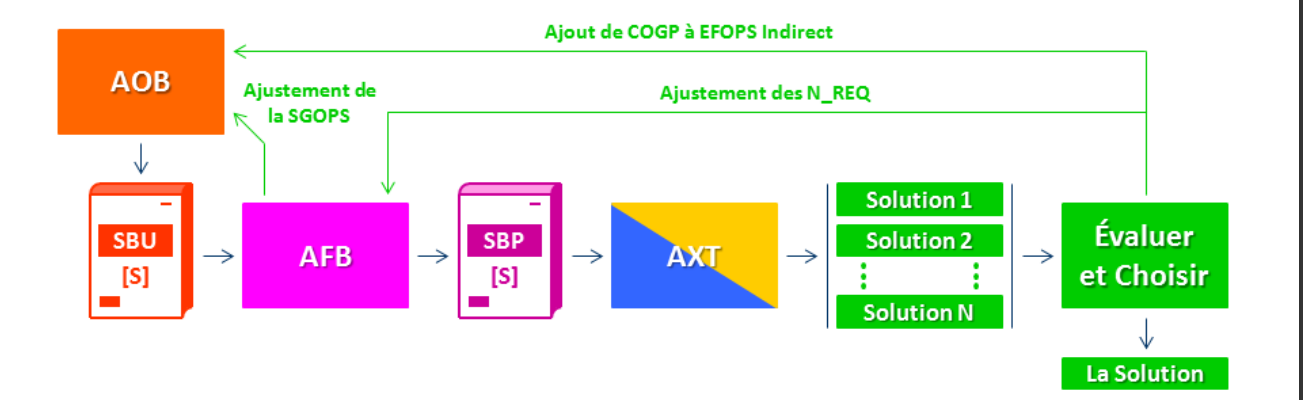 Ajout de COGP à EFOPS Indirect
AOB
Ajustement de
la SGOPS
Ajustement des N_REQ
SBU
[S]
AFB
SBP
[S]
AXT
Solution 1
Solution 2
Solution N
Évaluer
et Choisir
La Solution